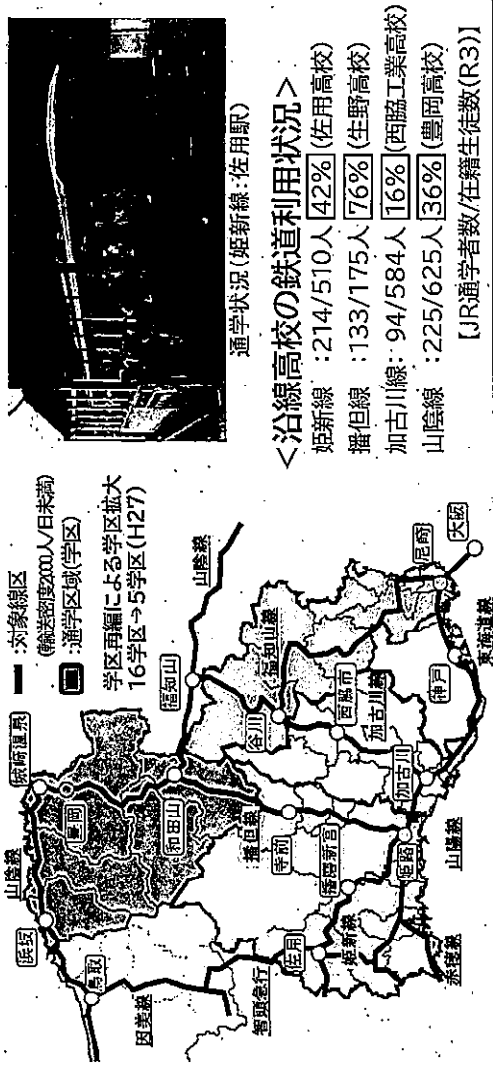 通学状況(姫新線:佐用駅)
<沿線高校の鉄道利用状況>
姫新線 :214/510人 42% (佐用高校)
播但線 :133/175人 76% (生野高校)
加古川線: 94/584人 16% (西脇工業高校)
山陰線 :225/625人 36% (豊岡高校)
【JR通学者数/在籍生徒数(R3)】
:対象線区
(輸送密度2000人/日未満)
:通学区域(学区)
学区再編による学区拡大
16学区→5学区(H27)
山陰線
城崎温泉
浜坂
豊岡
鳥取
因美線
和田山
福知山
山陰線
播但線
谷川
福知山線
智頭急行
寺前
西脇市
加古川線
佐用
播磨新宮
姫新線
姫路
加古川
神戸
尼崎
大阪
赤穂線
山陽線
東海道線